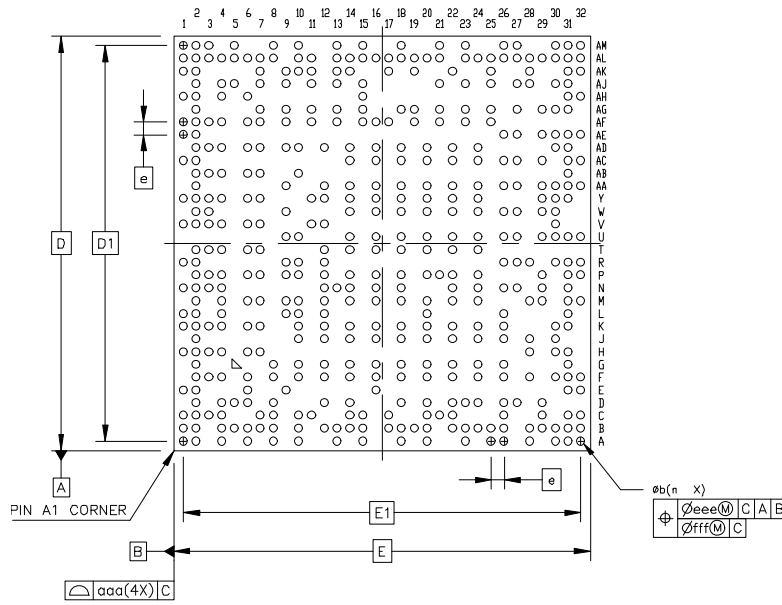 2 4 6 8 10 12 14 16 18 20 22 24 26 28 30 32
1 3 5 7 9 11 13 15 17 19 21 23 25 27 29 31
AM
AL
AK
AJ
AH
AG
AF
AE
AD
AC
AB
AA
Y
W
V
U
T
R
P
N
M
L
K
J
H
G
F
E
D
C
B
A
e
D
D1
A
PIN A1 CORNER
e
E1
B
E
aaa(4X) C
øb(n X)
Øeee Ⓜ C A B
Øfff Ⓜ C